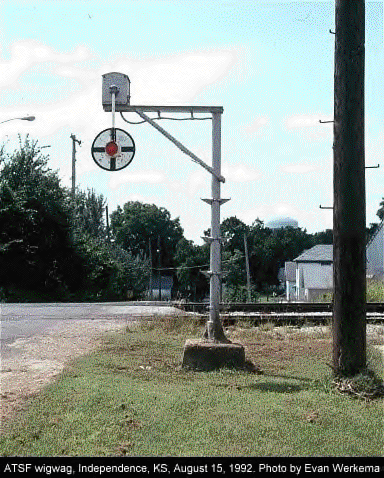 ATSF wigwag, Independence, KS, August 15, 1992. Photo by Evan Werkema